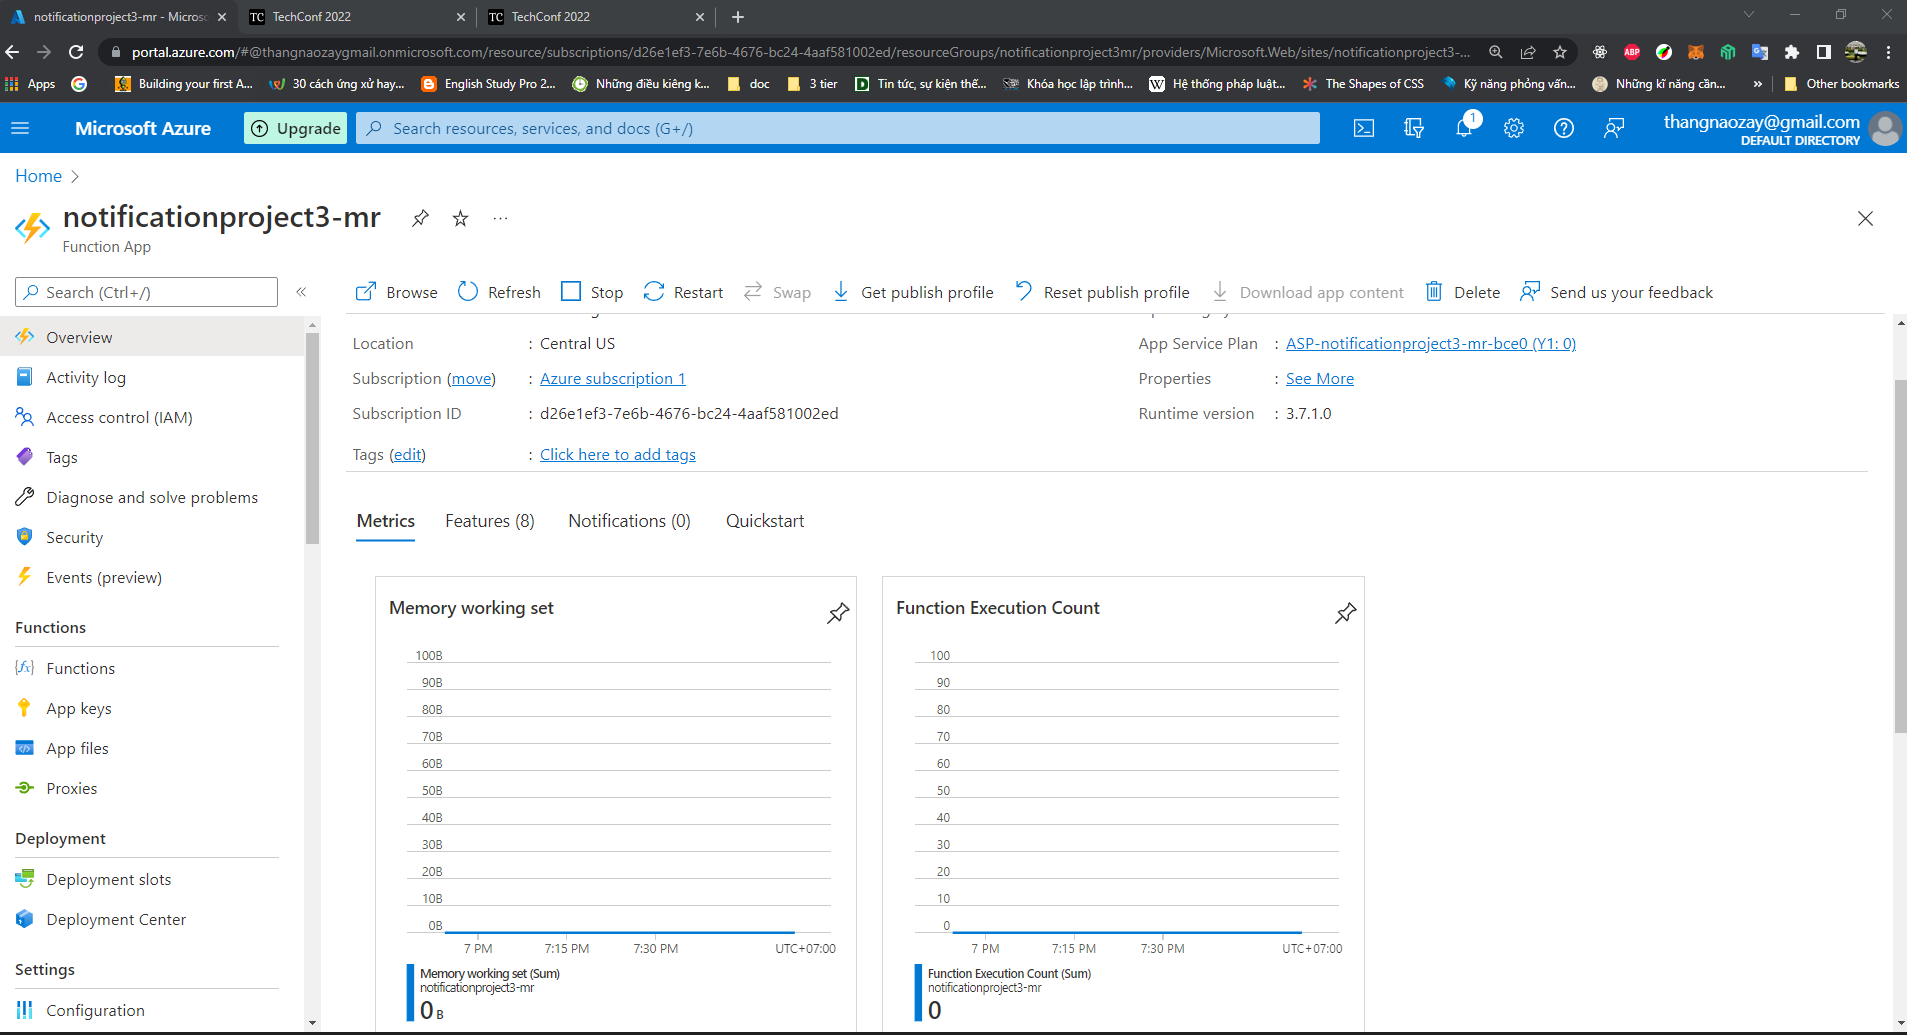 notificationproject3-mr - Micros
TC TechConf 2022
TC TechConf 2022
portal.azure.com/#@thangnaozaygmail.onmicrosoft.com/resource/subscriptions/d26e1ef3-7e6b-4676-bc24-4aaf581002ed/resourceGroups/notificationproject3mr/providers/Microsoft.Web/sites/notificationproject3-...
ABP
Apps
Building your first A...
30 cách ứng xử hay...
English Study Pro 2...
Những điều kiêng k...
doc
3 tier
Tin tức, sự kiện thế...
Khóa học lập trình...
W Hệ thống pháp luật...
The Shapes of CSS
Kỹ năng phỏng vấn...
Những kĩ năng cần...
»
Other bookmarks
Microsoft Azure
Upgrade
Search resources, services, and docs (G+/)
1
thangnaozay@gmail.com
DEFAULT DIRECTORY
Home >
notificationproject3-mr
Function App
Search (Ctrl+/)
«
Browse
Refresh
Stop
Restart
Swap
Get publish profile
Reset publish profile
Download app content
Delete
Send us your feedback
Overview
Activity log
Access control (IAM)
Tags
Diagnose and solve problems
Security
Events (preview)
Functions
Functions
App keys
App files
Proxies
Deployment
Deployment slots
Deployment Center
Settings
Configuration
Location : Central US
Subscription (move) : Azure subscription 1
Subscription ID : d26e1ef3-7e6b-4676-bc24-4aaf581002ed
Tags (edit) : Click here to add tags
App Service Plan : ASP-notificationproject3-mr-bce0 (Y1: 0)
Properties : See More
Runtime version : 3.7.1.0
Metrics
Features (8)
Notifications (0)
Quickstart
Memory working set
100B
90B
80B
70B
60B
50B
40B
30B
20B
10B
0B
7 PM 7:15 PM 7:30 PM UTC+07:00
Memory working set (Sum)
notificationproject3-mr
0 B
Function Execution Count
100
90
80
70
60
50
40
30
20
10
0
7 PM 7:15 PM 7:30 PM UTC+07:00
Function Execution Count (Sum)
notificationproject3-mr
0